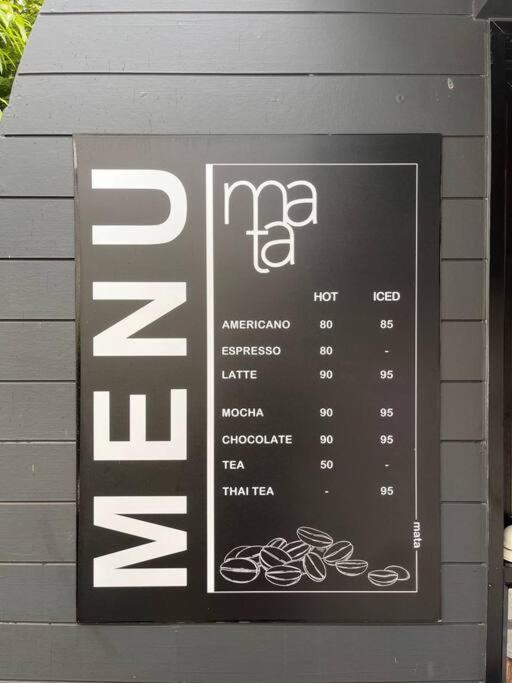 MENU
ma
ta
HOT ICED
AMERICANO 80 85
ESPRESSO 80 -
LATTE 90 95
MOCHA 90 95
CHOCOLATE 90 95
TEA 50 -
THAI TEA - 95
mata